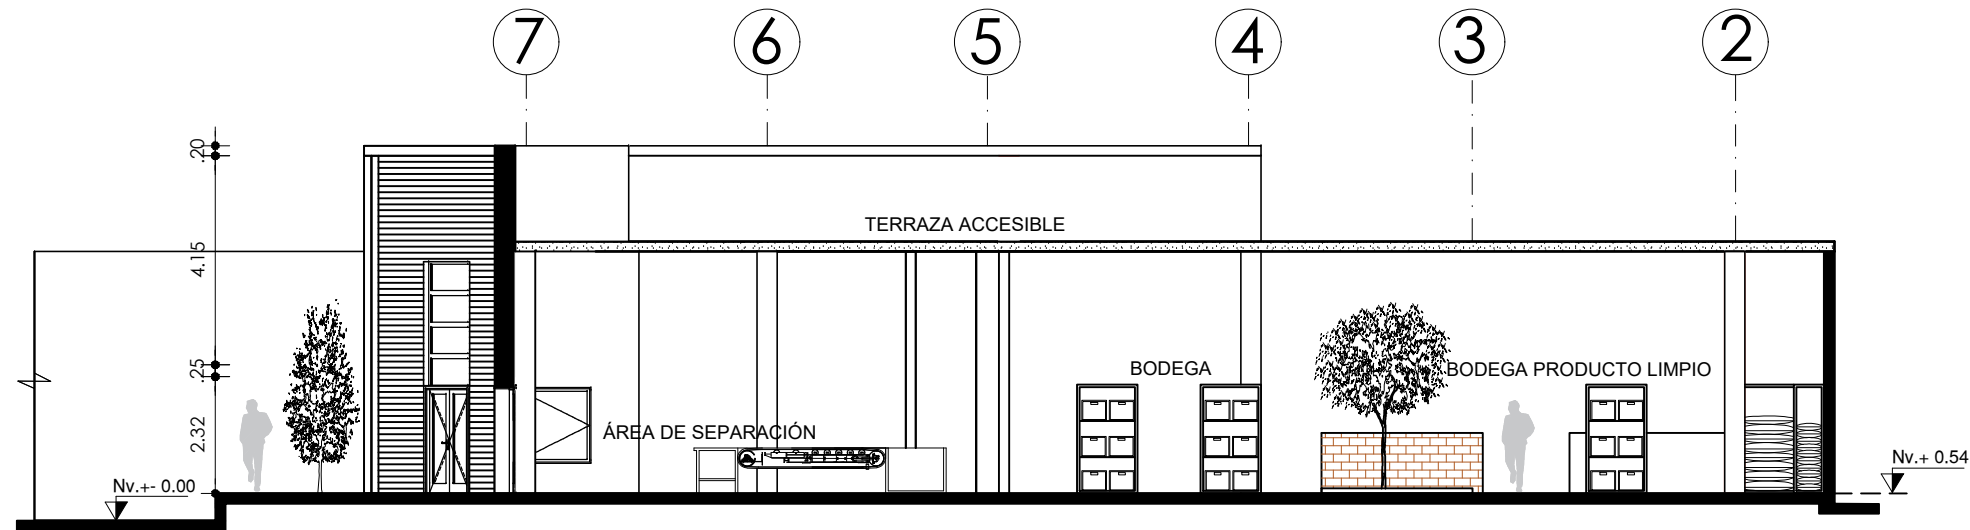 7 6 5 4 3 2
.20
TERRAZA ACCESIBLE
4.15
BODEGA
BODEGA PRODUCTO LIMPIO
.25
ÁREA DE SEPARACIÓN
2.32
Nv.+ 0.54
Nv.+- 0.00